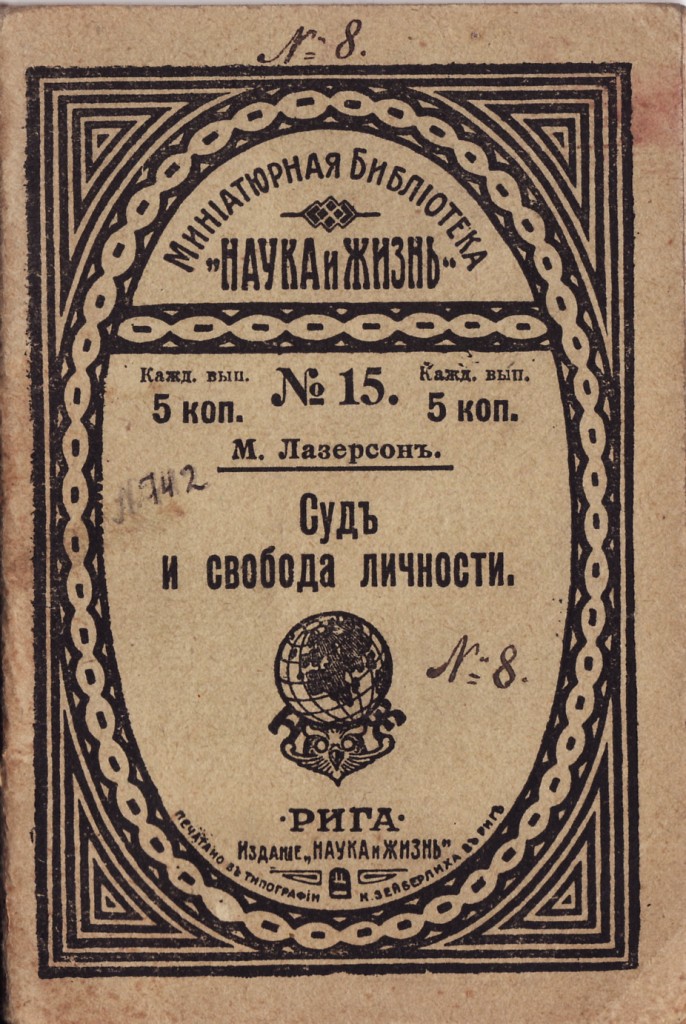 № 8.
Миніатюрная Библіотека
„НАУКА и ЖИЗНЬ“
Кажд. вып.
5 коп.
№ 15.
Кажд. вып.
5 коп.
М. Лазерсонъ.
N. 742
Судъ
и свобода личности.
№ 8.
·РИГА·
Изданіе „НАУКА и ЖИЗНЬ“
ПЕЧАТАНО ВЪ ТИПОГРАФІИ К. ЗЕЙБЕРЛИХА ВЪ РИГѢ